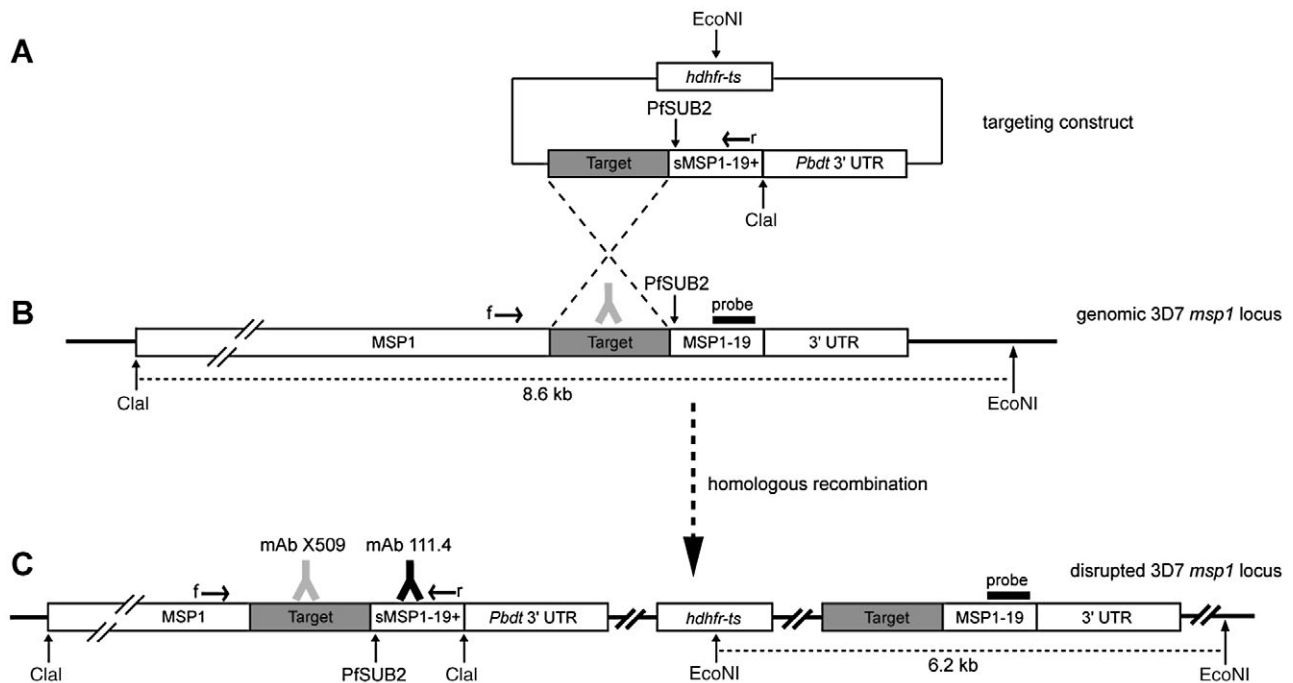 A
EcoNI
hdhfr-ts
PfSUB2
r
targeting construct
Target
sMSP1-19+
Pbdt 3' UTR
ClaI
B
f
PfSUB2
probe
genomic 3D7 msp1 locus
MSP1
Target
MSP1-19
3' UTR
ClaI
8.6 kb
EcoNI
homologous recombination
C
mAb X509
mAb 111.4
disrupted 3D7 msp1 locus
f
r
probe
MSP1
Target
sMSP1-19+
Pbdt 3' UTR
hdhfr-ts
Target
MSP1-19
3' UTR
ClaI
PfSUB2
ClaI
EcoNI
6.2 kb
EcoNI